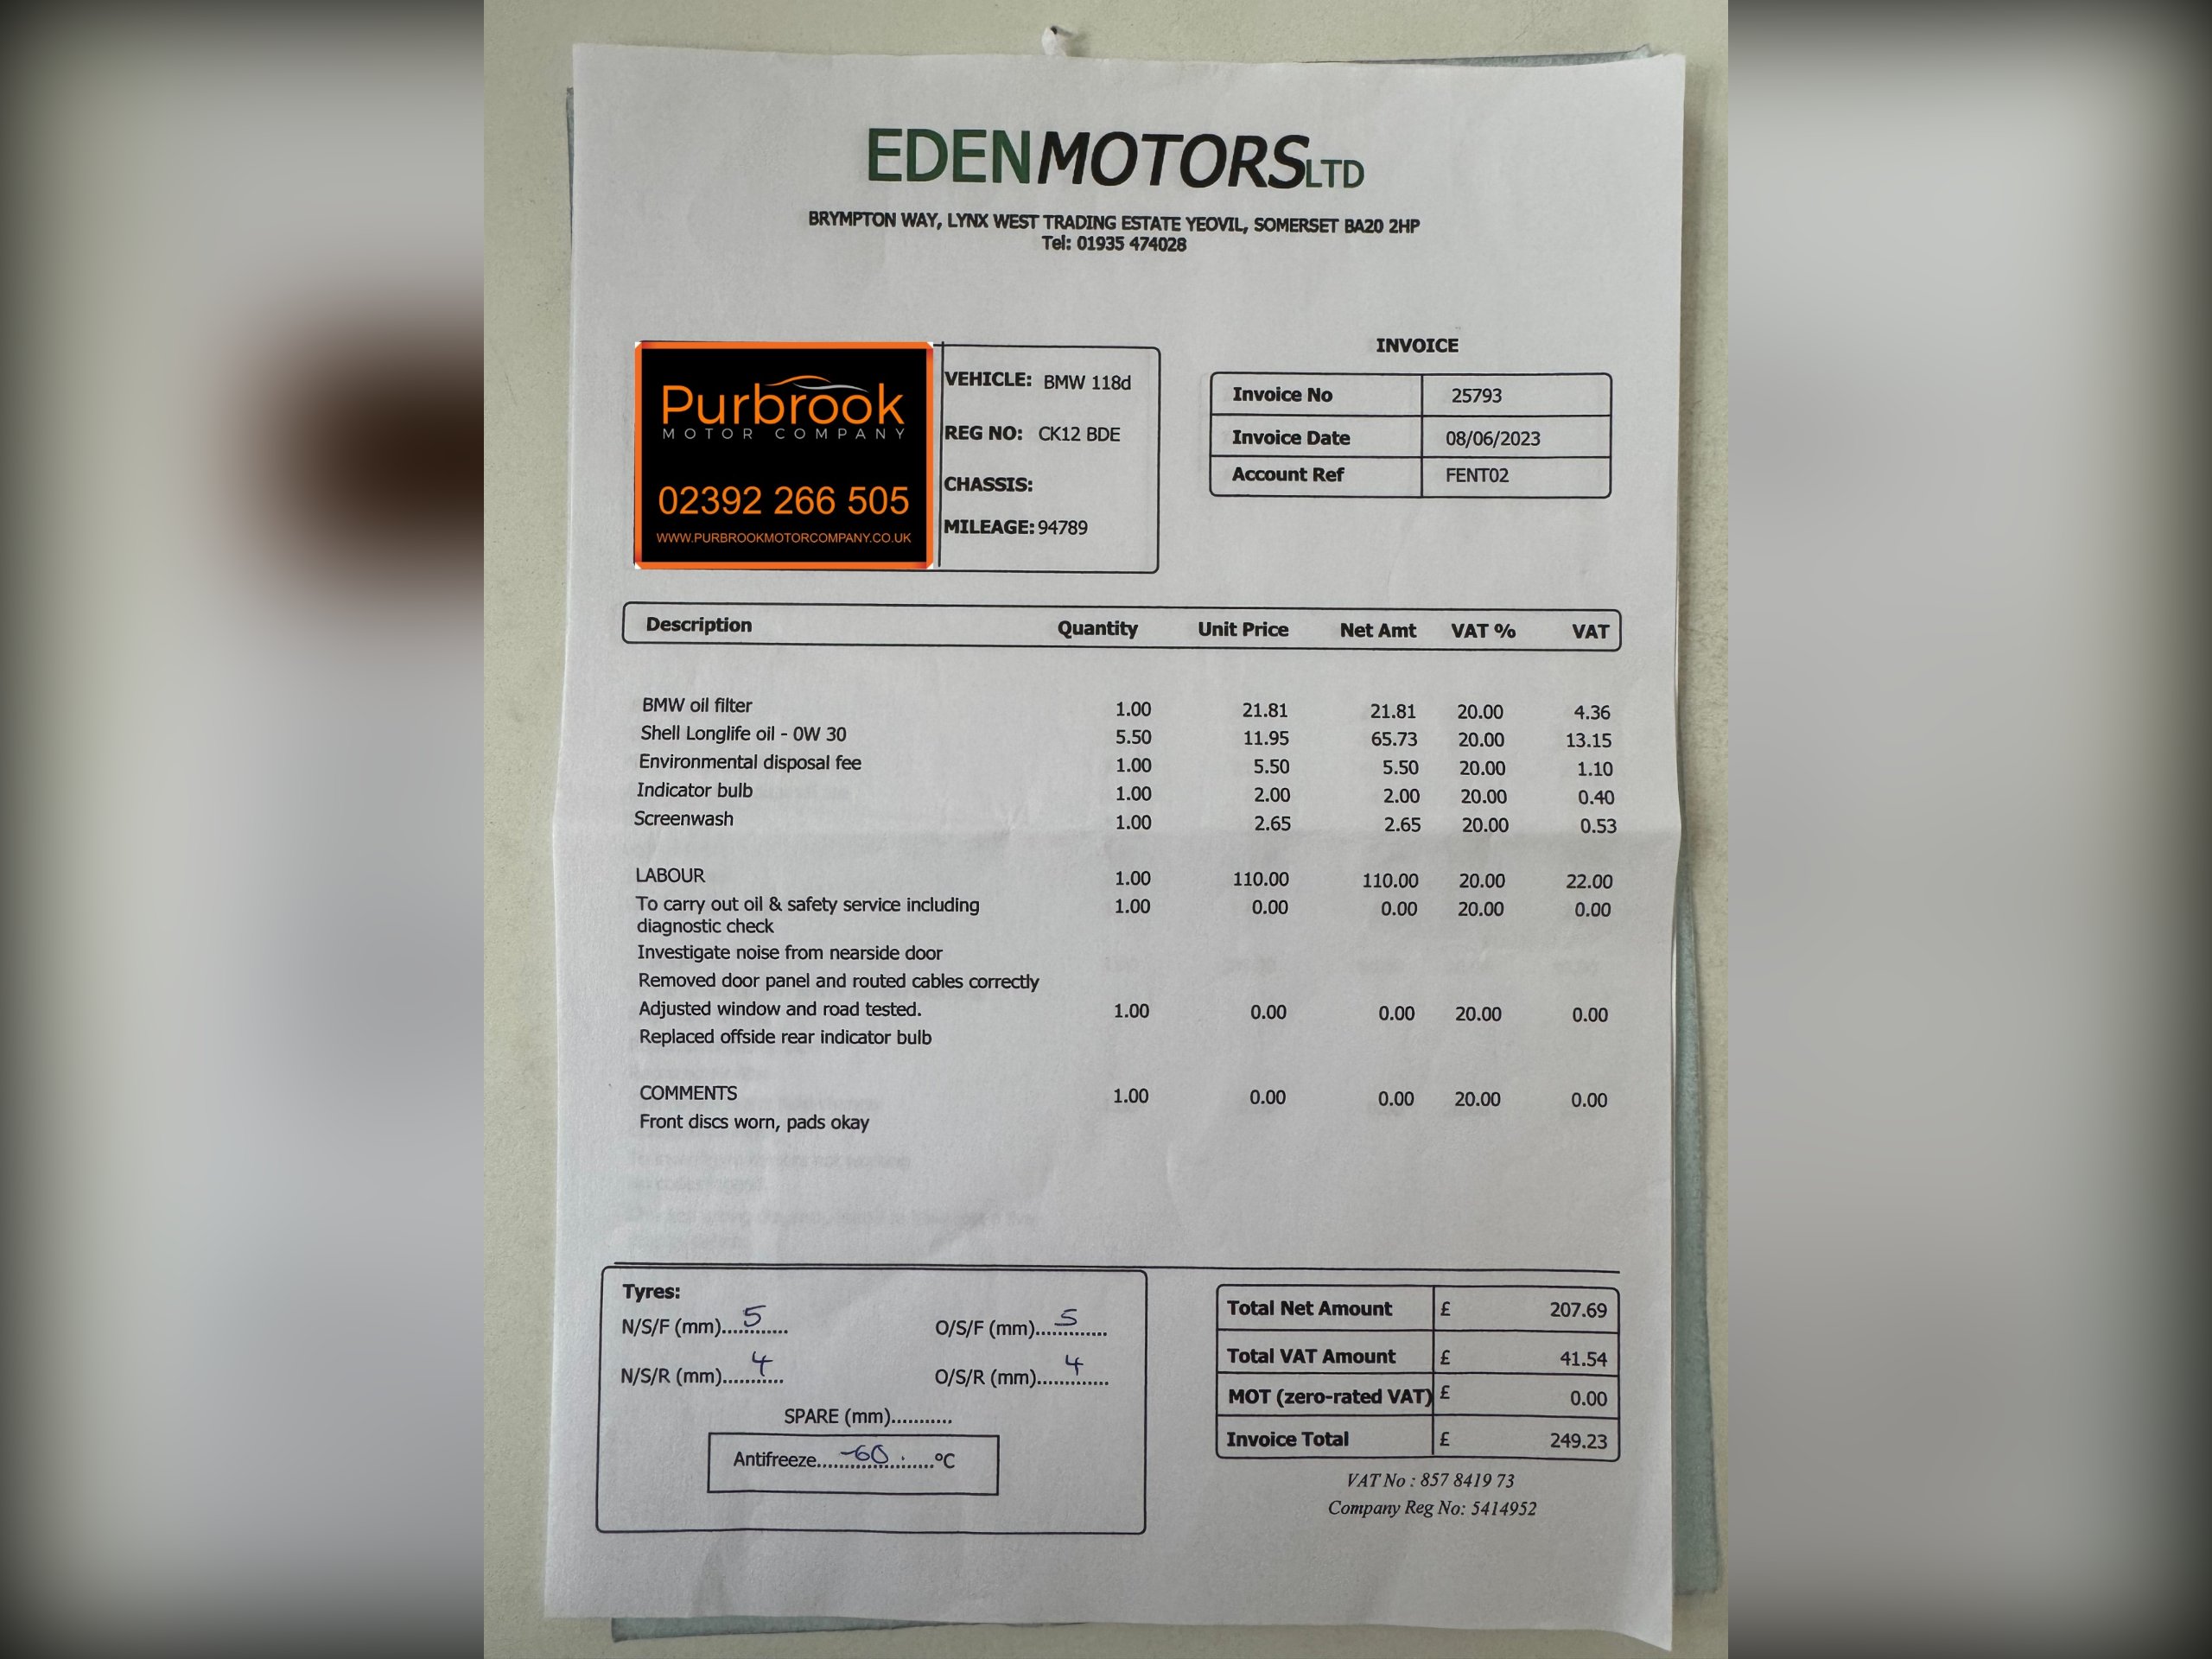 EDENMOTORSLTD
BRYMPTON WAY, LYNX WEST TRADING ESTATE YEOVIL, SOMERSET BA20 2HP
Tel: 01935 474028
Purbrook
MOTOR COMPANY
02392 266 505
WWW.PURBROOKMOTORCOMPANY.CO.UK
VEHICLE: BMW 118d
REG NO: CK12 BDE
CHASSIS:
MILEAGE: 94789
INVOICE
Invoice No 25793
Invoice Date 08/06/2023
Account Ref FENT02
Description Quantity Unit Price Net Amt VAT % VAT
BMW oil filter 1.00 21.81 21.81 20.00 4.36
Shell Longlife oil - 0W 30 5.50 11.95 65.73 20.00 13.15
Environmental disposal fee 1.00 5.50 5.50 20.00 1.10
Indicator bulb 1.00 2.00 2.00 20.00 0.40
Screenwash 1.00 2.65 2.65 20.00 0.53
LABOUR 1.00 110.00 110.00 20.00 22.00
To carry out oil & safety service including 1.00 0.00 0.00 20.00 0.00
diagnostic check
Investigate noise from nearside door
Removed door panel and routed cables correctly
Adjusted window and road tested. 1.00 0.00 0.00 20.00 0.00
Replaced offside rear indicator bulb
COMMENTS 1.00 0.00 0.00 20.00 0.00
Front discs worn, pads okay
Tyres:
N/S/F (mm)....5........ O/S/F (mm)....5........
N/S/R (mm)....4....... O/S/R (mm)....4........
SPARE (mm)...........
Antifreeze....-60........°C
Total Net Amount £ 207.69
Total VAT Amount £ 41.54
MOT (zero-rated VAT) £ 0.00
Invoice Total £ 249.23
VAT No : 857 8419 73
Company Reg No: 5414952